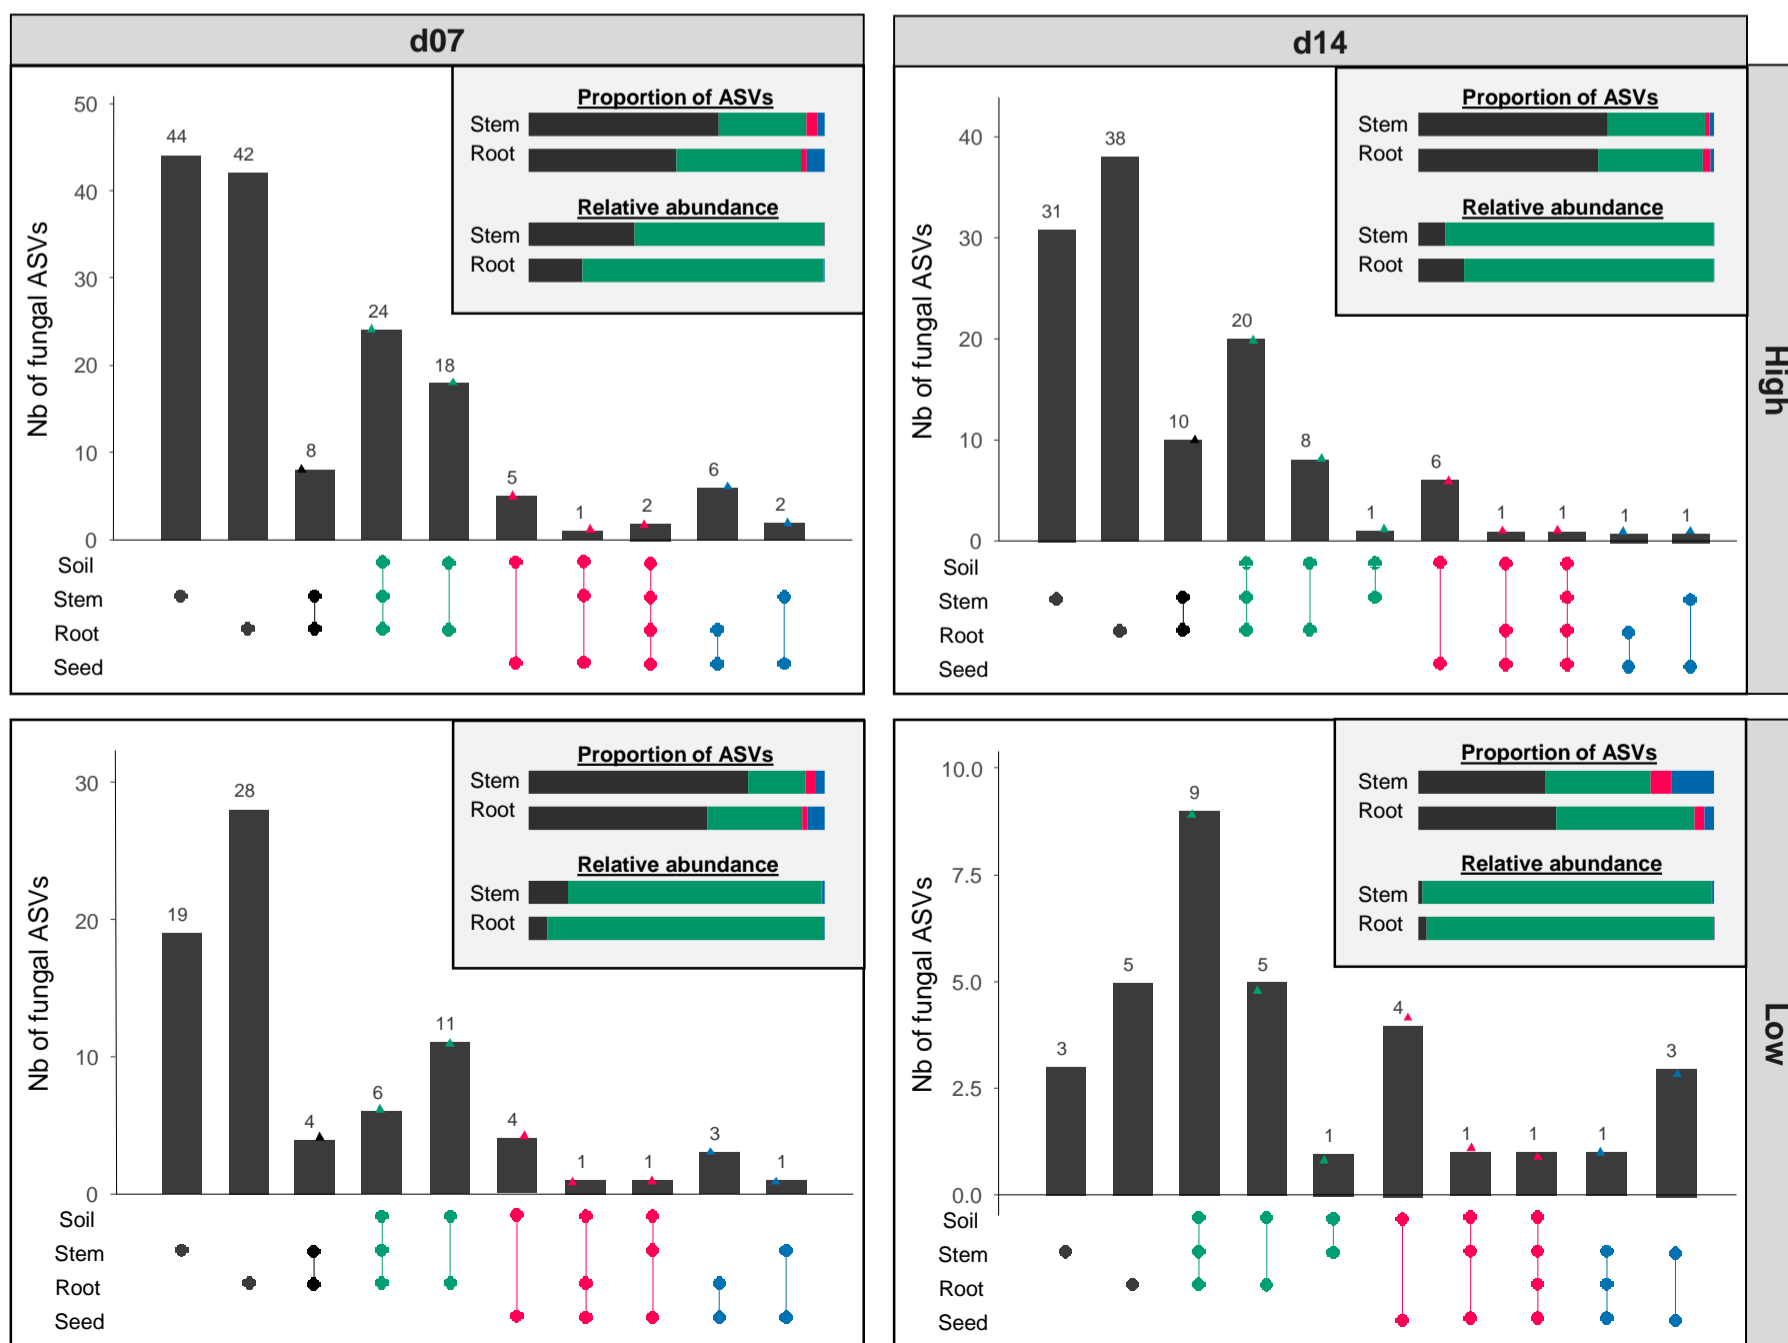 d07
d14
High
Low
Nb of fungal ASVs
50
40
30
20
10
0
44
42
8
24
18
5
1
2
6
2
Proportion of ASVs
Stem
Root
Relative abundance
Stem
Root
Soil
Stem
Root
Seed
Nb of fungal ASVs
40
30
20
10
0
31
38
10
20
8
1
6
1
1
1
1
Proportion of ASVs
Stem
Root
Relative abundance
Stem
Root
Soil
Stem
Root
Seed
Nb of fungal ASVs
30
20
10
0
19
28
4
6
11
4
1
1
3
1
Proportion of ASVs
Stem
Root
Relative abundance
Stem
Root
Soil
Stem
Root
Seed
Nb of fungal ASVs
10.0
7.5
5.0
2.5
0.0
3
5
9
5
1
4
1
1
1
3
Proportion of ASVs
Stem
Root
Relative abundance
Stem
Root
Soil
Stem
Root
Seed